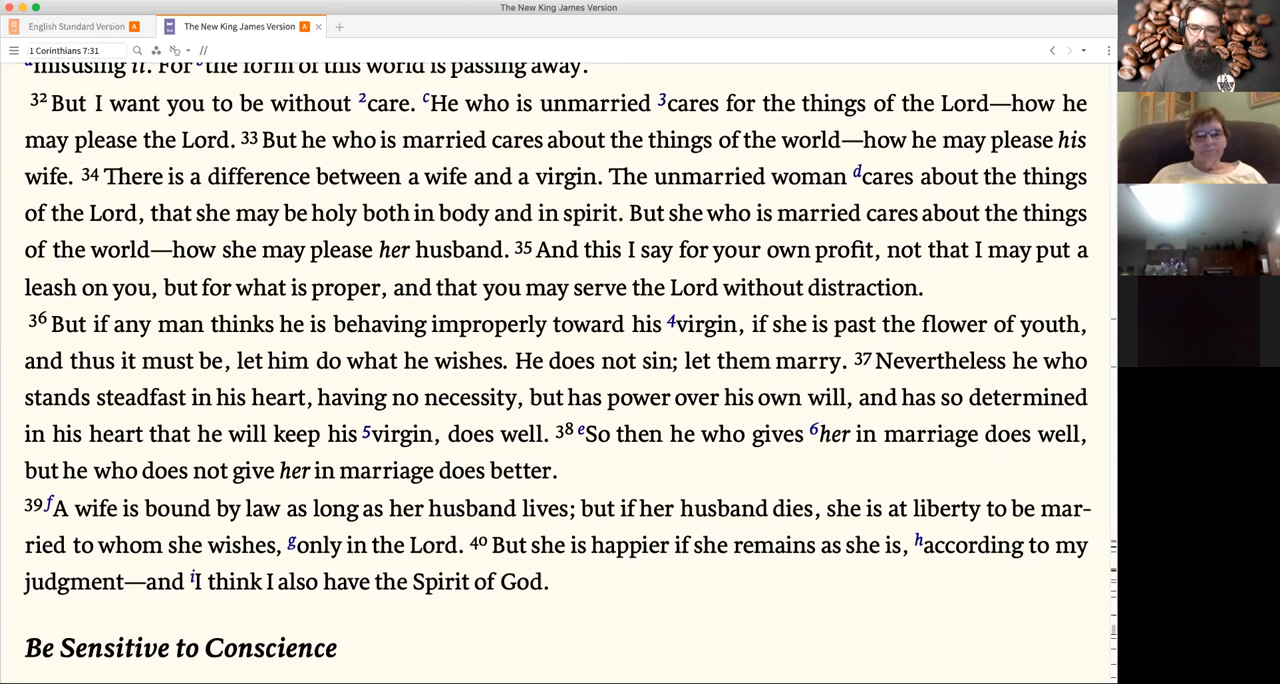 The New King James Version
English Standard Version A
The New King James Version A
1 Corinthians 7:31
misusing it. For the form of this world is passing away.
32 But I want you to be without 2care. cHe who is unmarried 3cares for the things of the Lord—how he
may please the Lord. 33 But he who is married cares about the things of the world—how he may please his
wife. 34 There is a difference between a wife and a virgin. The unmarried woman dcares about the things
of the Lord, that she may be holy both in body and in spirit. But she who is married cares about the things
of the world—how she may please her husband. 35 And this I say for your own profit, not that I may put a
leash on you, but for what is proper, and that you may serve the Lord without distraction.
36 But if any man thinks he is behaving improperly toward his 4virgin, if she is past the flower of youth,
and thus it must be, let him do what he wishes. He does not sin; let them marry. 37 Nevertheless he who
stands steadfast in his heart, having no necessity, but has power over his own will, and has so determined
in his heart that he will keep his 5virgin, does well. 38 eSo then he who gives 6her in marriage does well,
but he who does not give her in marriage does better.
39 fA wife is bound by law as long as her husband lives; but if her husband dies, she is at liberty to be mar-
ried to whom she wishes, gonly in the Lord. 40 But she is happier if she remains as she is, haccording to my
judgment—and iI think I also have the Spirit of God.
Be Sensitive to Conscience